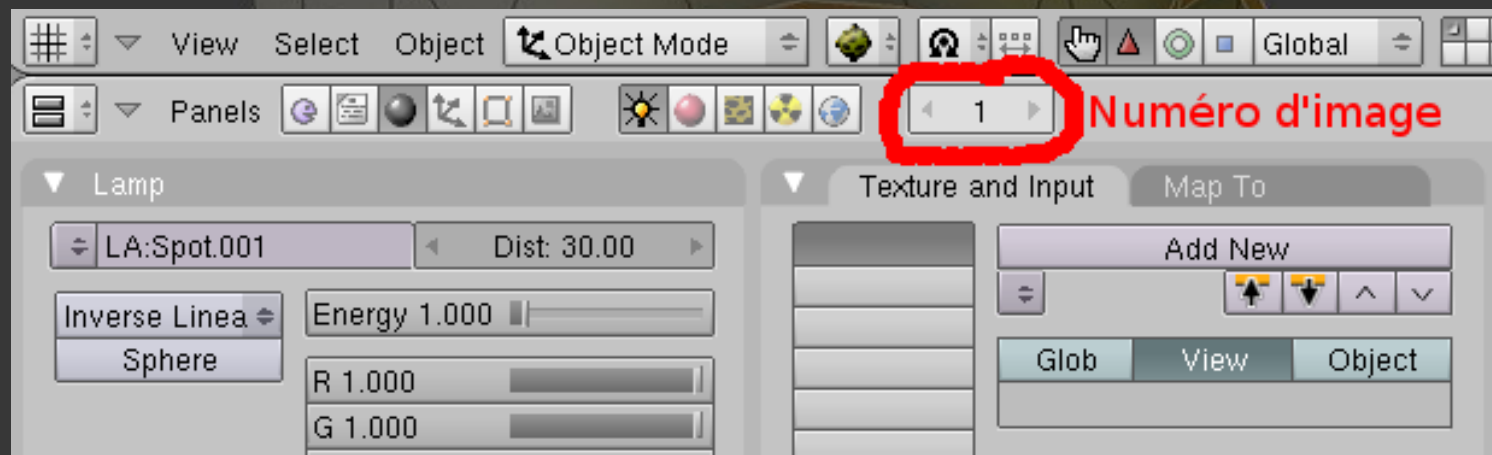 View Select Object Object Mode Global
Panels 1 Numéro d'image
Lamp Texture and Input Map To
LA:Spot.001 Dist: 30.00 Add New
Inverse Linea Energy 1.000
Sphere R 1.000 Glob View Object
G 1.000